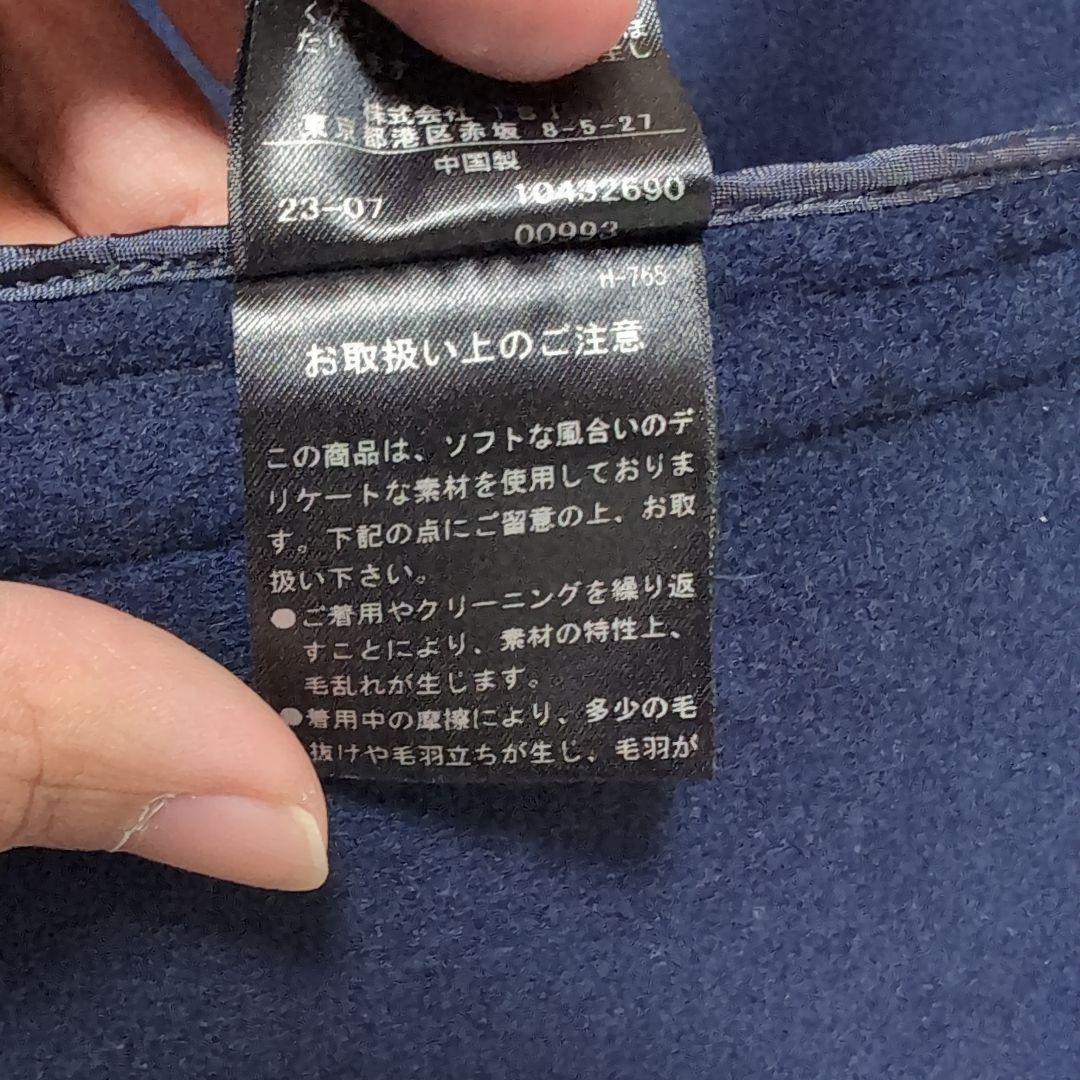 株式会社
東京都港区赤坂 8-5-27
中国製
23-07 10432690
00993
H-765
お取扱い上のご注意
この商品は、ソフトな風合いのデ
リケートな素材を使用しておりま
す。下記の点にご留意の上、お取
扱い下さい。
●ご着用やクリーニングを繰り返
すことにより、素材の特性上、
毛乱れが生じます。
●着用中の摩擦により、多少の毛
抜けや毛羽立ちが生じ、毛羽が